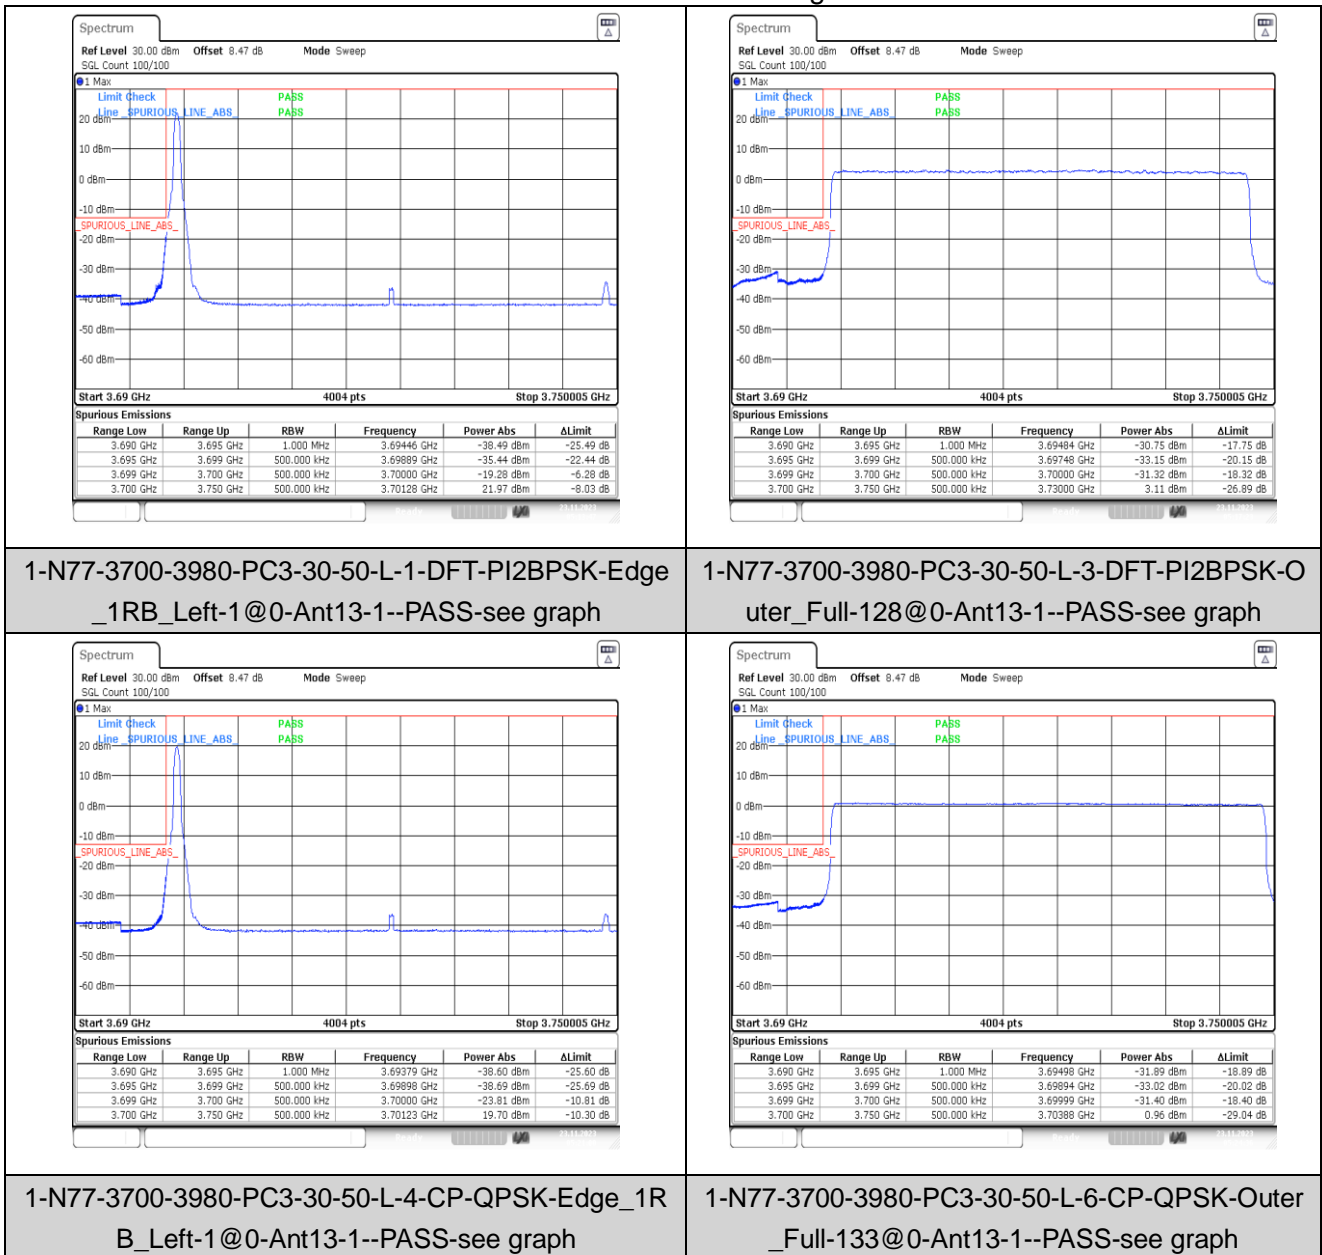 Spectrum
Ref Level 30.00 dBm Offset 8.47 dB Mode Sweep
SGL Count 100/100
1 Max
Limit Check PASS
Line _SPURIOUS_LINE_ABS_ PASS
20 dBm
10 dBm
0 dBm
-10 dBm
_SPURIOUS_LINE_ABS_
-20 dBm
-30 dBm
-40 dBm
-50 dBm
-60 dBm
Start 3.69 GHz 4004 pts Stop 3.750005 GHz
Spurious Emissions
Range Low Range Up RBW Frequency Power Abs ΔLimit
3.690 GHz 3.695 GHz 1.000 MHz 3.69446 GHz -38.49 dBm -25.49 dB
3.695 GHz 3.699 GHz 500.000 kHz 3.69889 GHz -35.44 dBm -22.44 dB
3.699 GHz 3.700 GHz 500.000 kHz 3.70000 GHz -19.28 dBm -6.28 dB
3.700 GHz 3.750 GHz 500.000 kHz 3.70128 GHz 21.97 dBm -8.03 dB
Ready 23.11.2023
1-N77-3700-3980-PC3-30-50-L-1-DFT-PI2BPSK-Edge
_1RB_Left-1@0-Ant13-1--PASS-see graph
Spectrum
Ref Level 30.00 dBm Offset 8.47 dB Mode Sweep
SGL Count 100/100
1 Max
Limit Check PASS
Line _SPURIOUS_LINE_ABS_ PASS
20 dBm
10 dBm
0 dBm
-10 dBm
_SPURIOUS_LINE_ABS_
-20 dBm
-30 dBm
-40 dBm
-50 dBm
-60 dBm
Start 3.69 GHz 4004 pts Stop 3.750005 GHz
Spurious Emissions
Range Low Range Up RBW Frequency Power Abs ΔLimit
3.690 GHz 3.695 GHz 1.000 MHz 3.69484 GHz -30.75 dBm -17.75 dB
3.695 GHz 3.699 GHz 500.000 kHz 3.69748 GHz -33.15 dBm -20.15 dB
3.699 GHz 3.700 GHz 500.000 kHz 3.70000 GHz -31.32 dBm -18.32 dB
3.700 GHz 3.750 GHz 500.000 kHz 3.73000 GHz 3.11 dBm -26.89 dB
Ready 23.11.2023
1-N77-3700-3980-PC3-30-50-L-3-DFT-PI2BPSK-O
uter_Full-128@0-Ant13-1--PASS-see graph
Spectrum
Ref Level 30.00 dBm Offset 8.47 dB Mode Sweep
SGL Count 100/100
1 Max
Limit Check PASS
Line _SPURIOUS_LINE_ABS_ PASS
20 dBm
10 dBm
0 dBm
-10 dBm
_SPURIOUS_LINE_ABS_
-20 dBm
-30 dBm
-40 dBm
-50 dBm
-60 dBm
Start 3.69 GHz 4004 pts Stop 3.750005 GHz
Spurious Emissions
Range Low Range Up RBW Frequency Power Abs ΔLimit
3.690 GHz 3.695 GHz 1.000 MHz 3.69379 GHz -38.60 dBm -25.60 dB
3.695 GHz 3.699 GHz 500.000 kHz 3.69898 GHz -38.69 dBm -25.69 dB
3.699 GHz 3.700 GHz 500.000 kHz 3.70000 GHz -23.81 dBm -10.81 dB
3.700 GHz 3.750 GHz 500.000 kHz 3.70123 GHz 19.70 dBm -10.30 dB
Ready 23.11.2023
1-N77-3700-3980-PC3-30-50-L-4-CP-QPSK-Edge_1R
B_Left-1@0-Ant13-1--PASS-see graph
Spectrum
Ref Level 30.00 dBm Offset 8.47 dB Mode Sweep
SGL Count 100/100
1 Max
Limit Check PASS
Line _SPURIOUS_LINE_ABS_ PASS
20 dBm
10 dBm
0 dBm
-10 dBm
_SPURIOUS_LINE_ABS_
-20 dBm
-30 dBm
-40 dBm
-50 dBm
-60 dBm
Start 3.69 GHz 4004 pts Stop 3.750005 GHz
Spurious Emissions
Range Low Range Up RBW Frequency Power Abs ΔLimit
3.690 GHz 3.695 GHz 1.000 MHz 3.69498 GHz -31.89 dBm -18.89 dB
3.695 GHz 3.699 GHz 500.000 kHz 3.69894 GHz -33.02 dBm -20.02 dB
3.699 GHz 3.700 GHz 500.000 kHz 3.69999 GHz -31.40 dBm -18.40 dB
3.700 GHz 3.750 GHz 500.000 kHz 3.70388 GHz 0.96 dBm -29.04 dB
Ready 23.11.2023
1-N77-3700-3980-PC3-30-50-L-6-CP-QPSK-Outer
_Full-133@0-Ant13-1--PASS-see graph